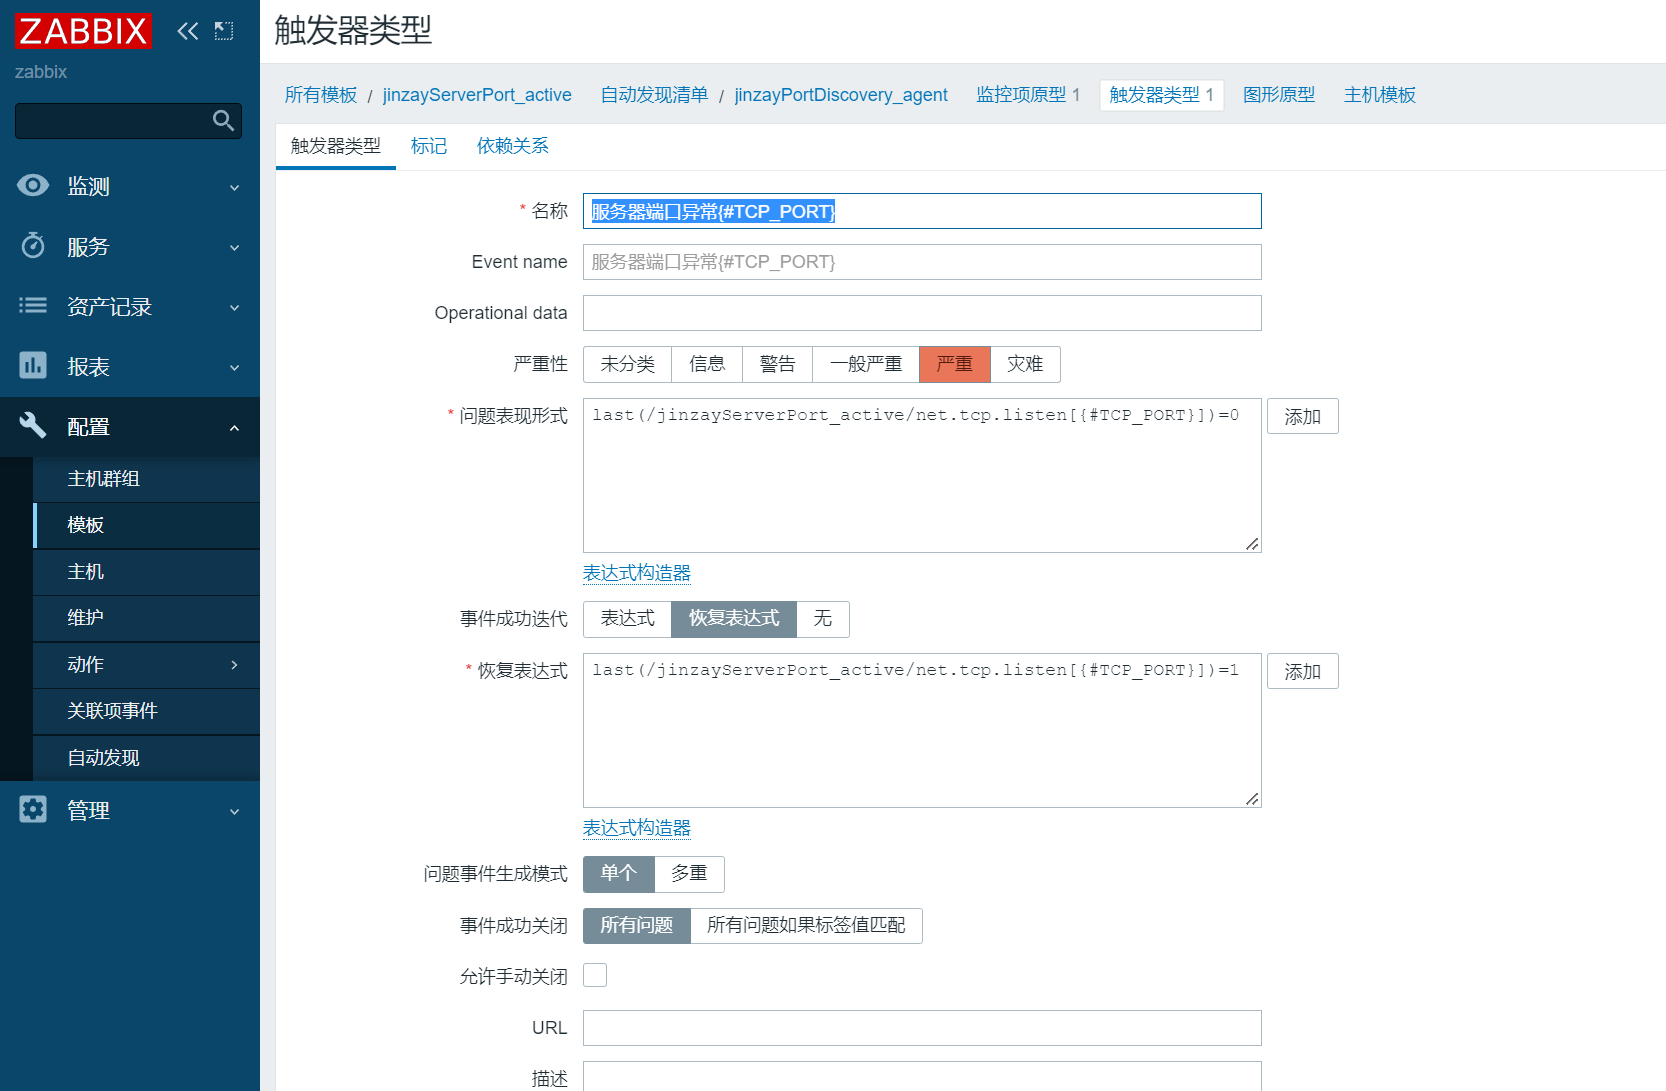 ZABBIX
zabbix
监测
服务
资产记录
报表
配置
主机群组
模板
主机
维护
动作
关联项事件
自动发现
管理
触发器类型
所有模板 / jinzayServerPort_active 自动发现清单 / jinzayPortDiscovery_agent 监控项原型 1 触发器类型 1 图形原型 主机模板
触发器类型 标记 依赖关系
* 名称 服务器端口异常{#TCP_PORT}
Event name 服务器端口异常{#TCP_PORT}
Operational data
严重性 未分类 信息 警告 一般严重 严重 灾难
* 问题表现形式 last(/jinzayServerPort_active/net.tcp.listen[{#TCP_PORT}])=0 添加
表达式构造器
事件成功迭代 表达式 恢复表达式 无
* 恢复表达式 last(/jinzayServerPort_active/net.tcp.listen[{#TCP_PORT}])=1 添加
表达式构造器
问题事件生成模式 单个 多重
事件成功关闭 所有问题 所有问题如果标签值匹配
允许手动关闭
URL
描述